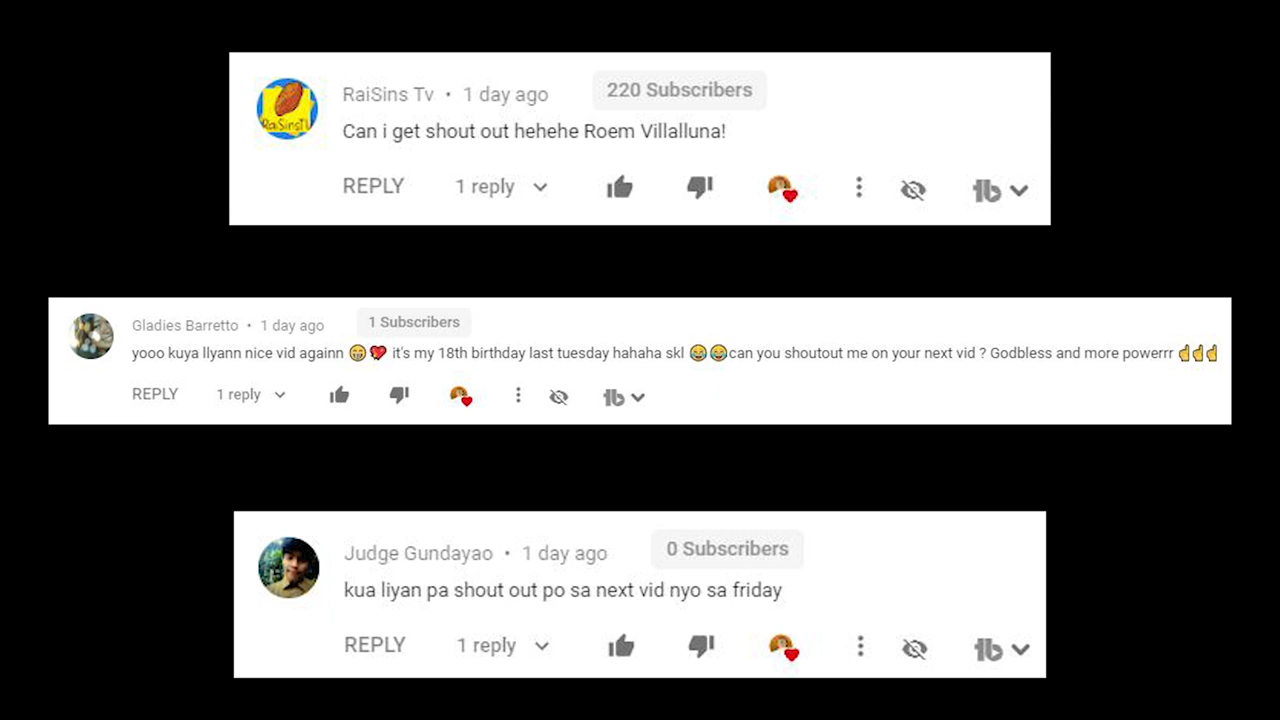 RaiSins Tv • 1 day ago 220 Subscribers
Can i get shout out hehehe Roem Villalluna!
REPLY 1 reply
RaiSinsTV
Gladies Barretto • 1 day ago 1 Subscribers
yooo kuya llyann nice vid againn 😁💖 it's my 18th birthday last tuesday hahaha skl 😂😂can you shoutout me on your next vid ? Godbless and more powerrr ☝☝☝
REPLY 1 reply
Judge Gundayao • 1 day ago 0 Subscribers
kua liyan pa shout out po sa next vid nyo sa friday
REPLY 1 reply